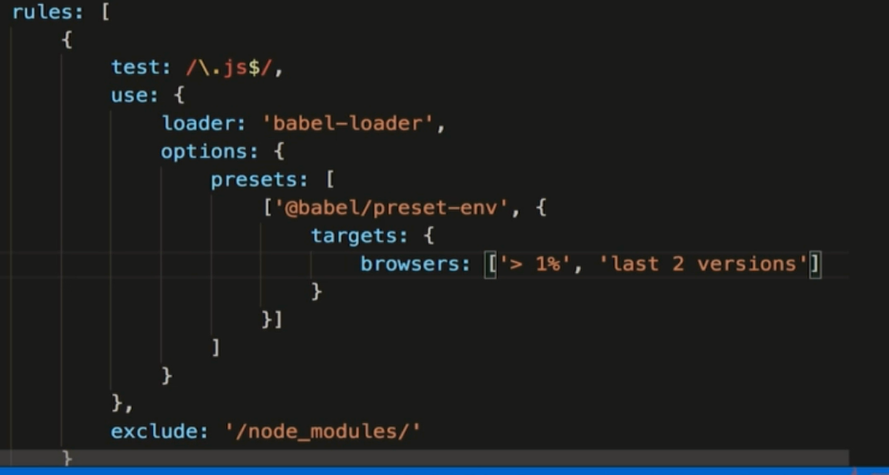 rules: [
{
test: /\.js$/,
use: {
loader: 'babel-loader',
options: {
presets: [
['@babel/preset-env', {
targets: {
browsers: ['> 1%', 'last 2 versions']
}
}]
]
}
},
exclude: '/node_modules/'
}